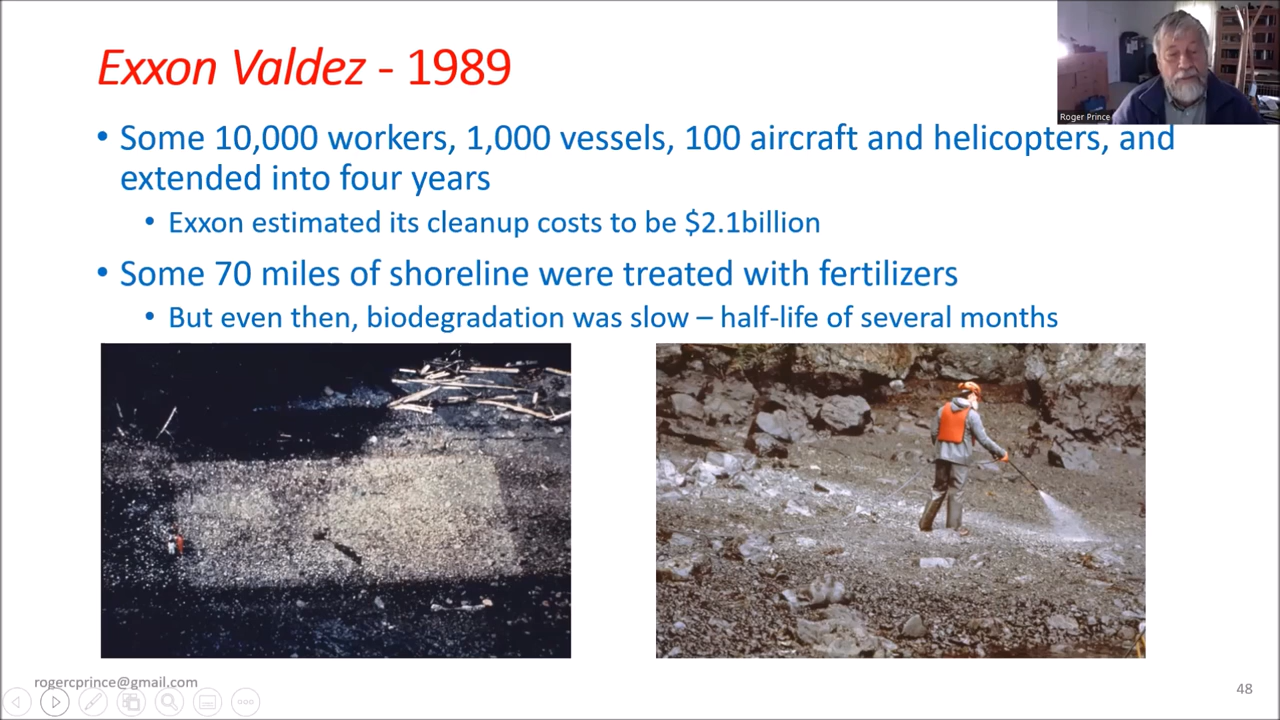 Exxon Valdez - 1989
Roger Prince
• Some 10,000 workers, 1,000 vessels, 100 aircraft and helicopters, and
extended into four years
• Exxon estimated its cleanup costs to be $2.1billion
• Some 70 miles of shoreline were treated with fertilizers
• But even then, biodegradation was slow – half-life of several months
rogercprince@gmail.com
48